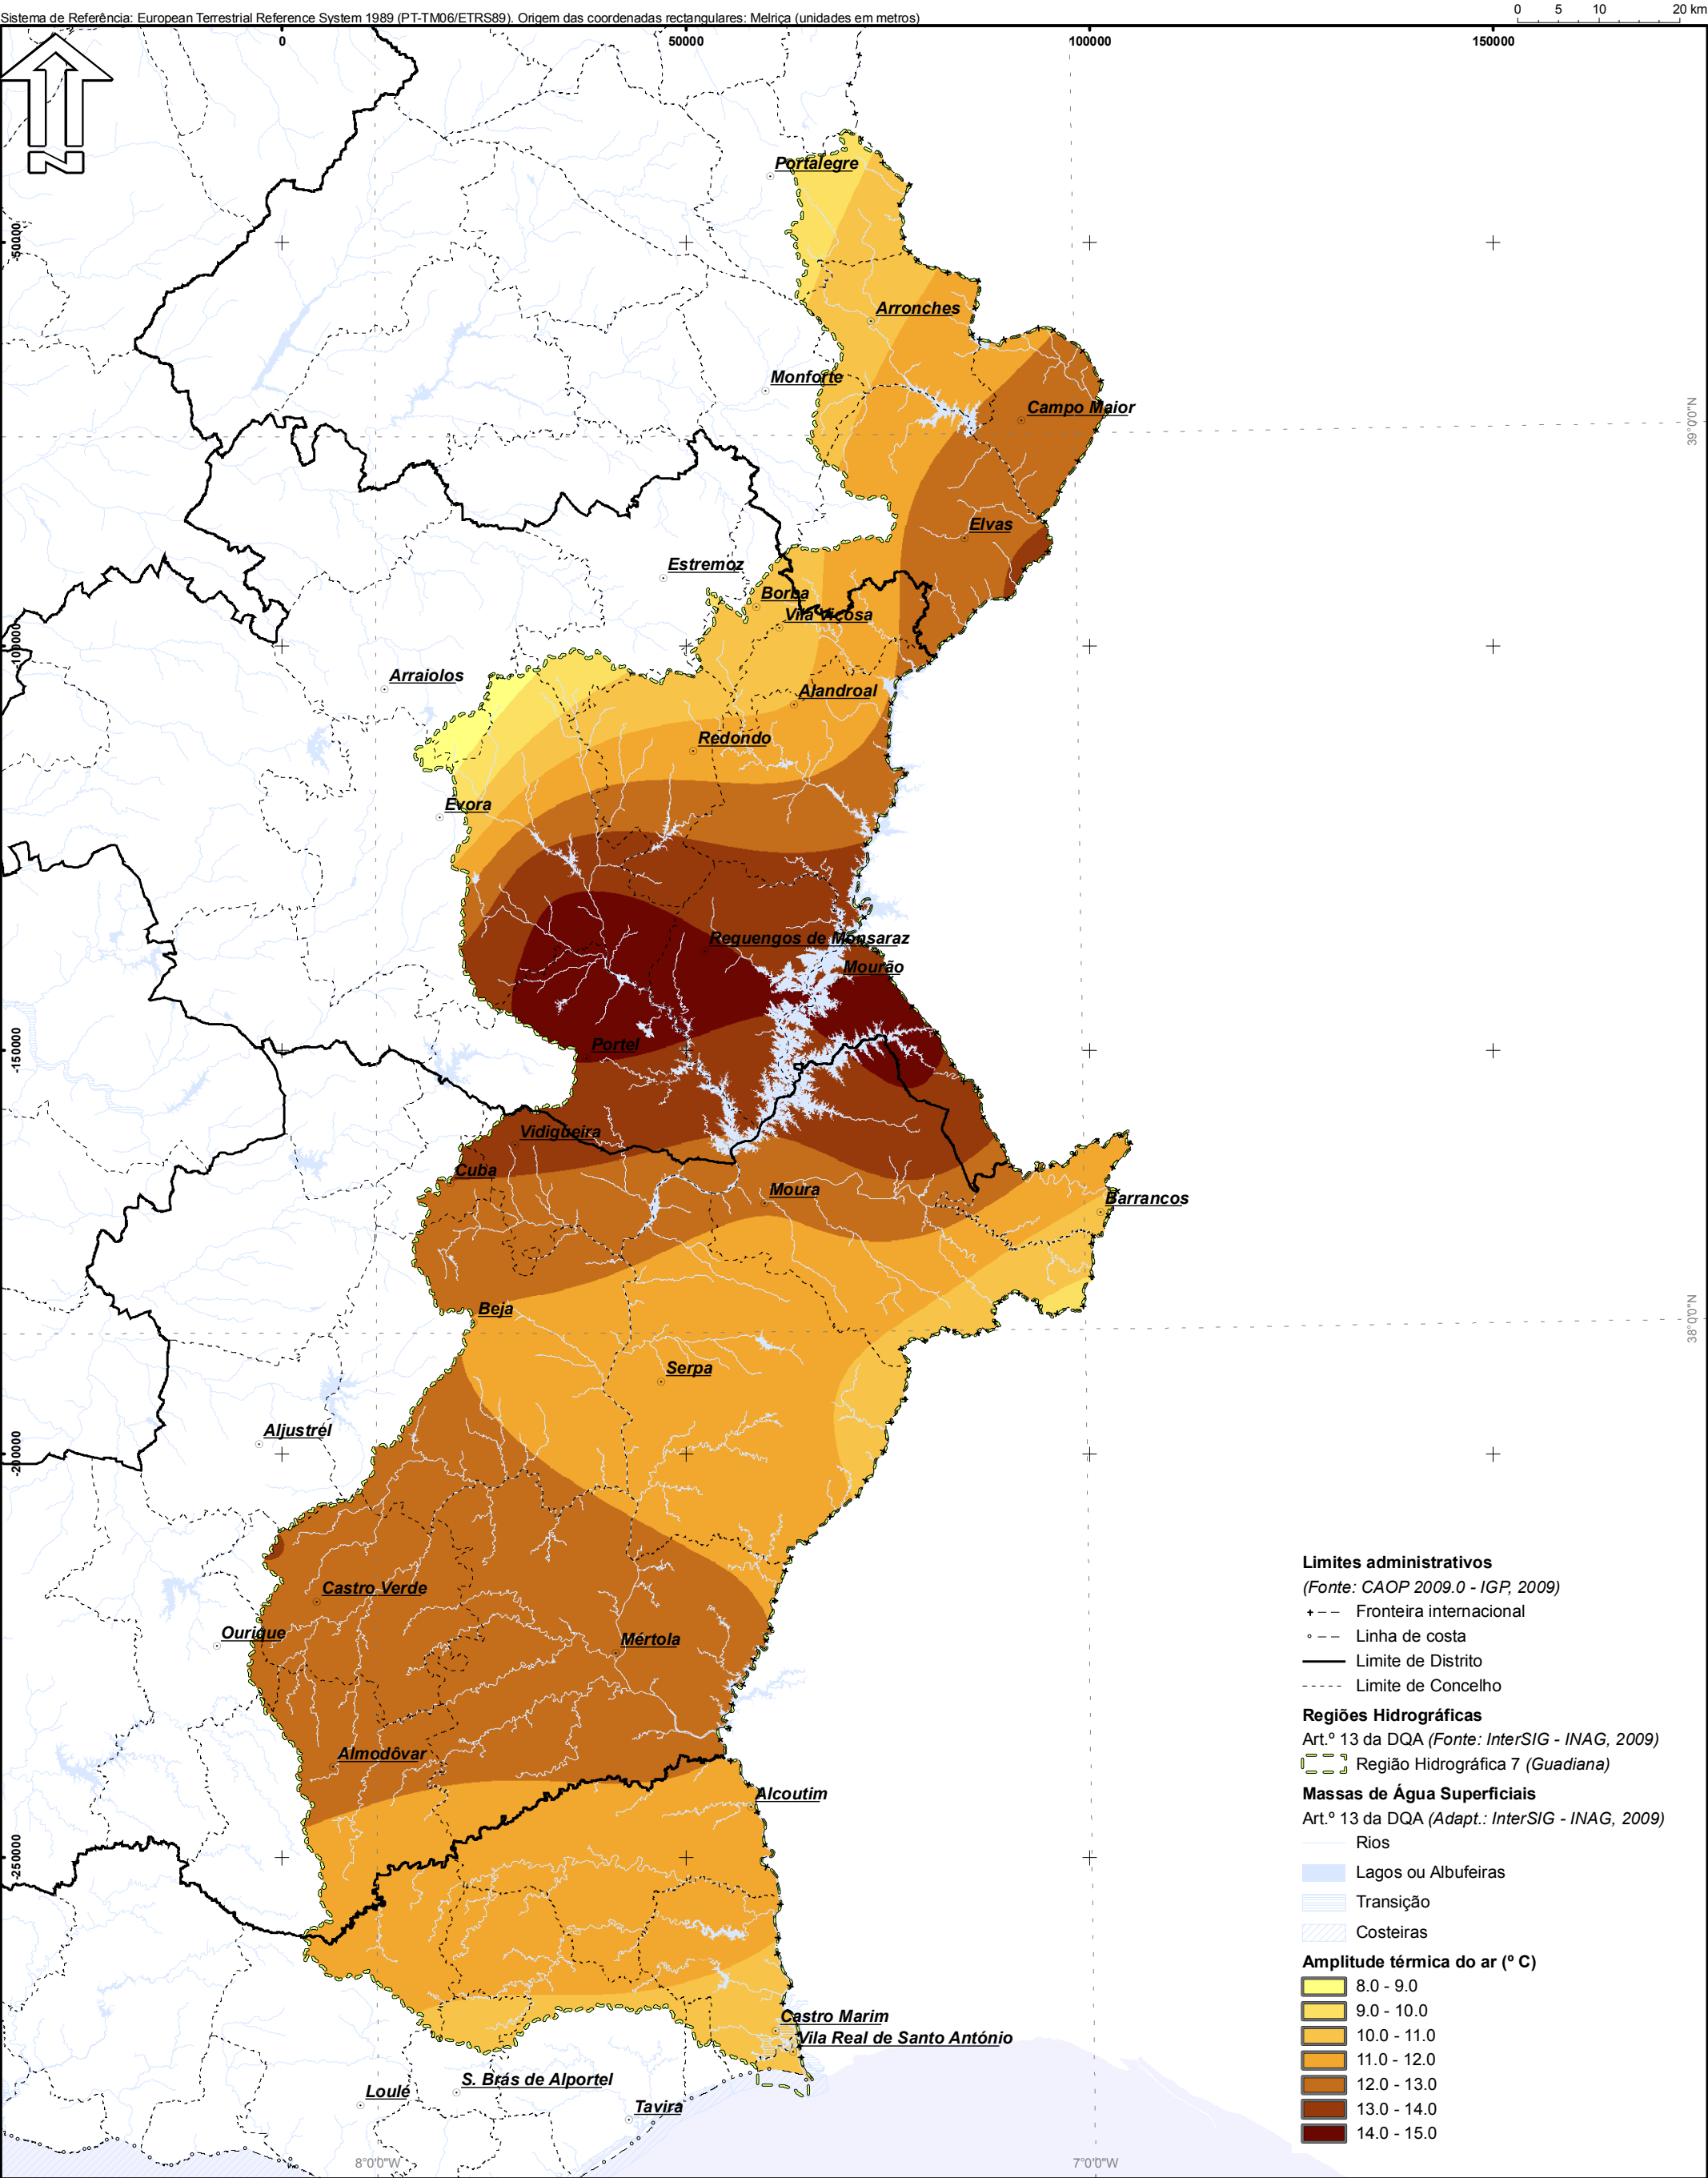 Sistema de Referência: European Terrestrial Reference System 1989 (PT-TM06/ETRS89). Origem das coordenadas rectangulares: Melriça (unidades em metros)
0 5 10 20 km
0 50000 100000 150000
N
Portalegre
-50000
Arronches
Monforte
Campo Maior
39°0'0"N
Elvas
Estremoz
Borba
Vila Viçosa
-100000
Arraiolos
Alandroal
Redondo
Évora
Reguengos de Monsaraz
Mourão
-150000
Portel
Vidigueira
Cuba
Moura
Barrancos
Beja
38°0'0"N
Serpa
Aljustrel
-200000
Castro Verde
Ourique
Mértola
Almodôvar
Alcoutim
-250000
Castro Marim
Vila Real de Santo António
S. Brás de Alportel
Loulé
Tavira
8°0'0"W
7°0'0"W
Limites administrativos
(Fonte: CAOP 2009.0 - IGP, 2009)
Fronteira internacional
Linha de costa
Limite de Distrito
Limite de Concelho
Regiões Hidrográficas
Art.º 13 da DQA (Fonte: InterSIG - INAG, 2009)
Região Hidrográfica 7 (Guadiana)
Massas de Água Superficiais
Art.º 13 da DQA (Adapt.: InterSIG - INAG, 2009)
Rios
Lagos ou Albufeiras
Transição
Costeiras
Amplitude térmica do ar (º C)
8.0 - 9.0
9.0 - 10.0
10.0 - 11.0
11.0 - 12.0
12.0 - 13.0
13.0 - 14.0
14.0 - 15.0